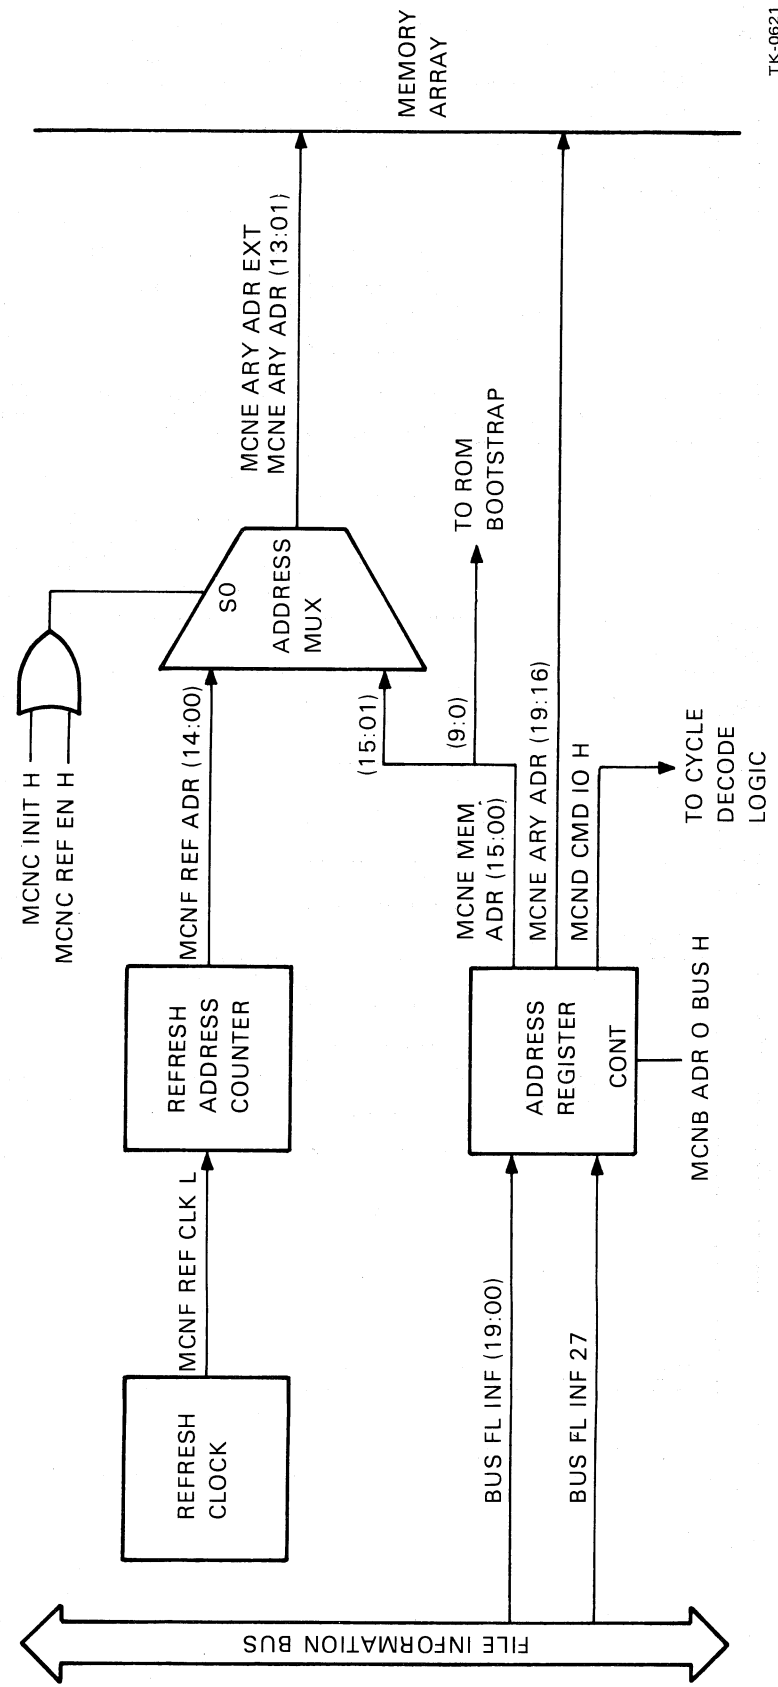 MCNC INIT H
MCNC REF EN H
FILE INFORMATION BUS
REFRESH
CLOCK
MCNF REF CLK L
REFRESH
ADDRESS
COUNTER
MCNF REF ADR (14:00)
S0
ADDRESS
MUX
MCNE ARY ADR EXT
MCNE ARY ADR (13:01)
MEMORY
ARRAY
(15:01)
(9:0)
TO ROM
BOOTSTRAP
BUS FL INF (19:00)
BUS FL INF 27
ADDRESS
REGISTER
CONT
MCNE MEM
ADR (15:00)
MCNE ARY ADR (19:16)
MCND CMD IO H
TO CYCLE
DECODE
LOGIC
MCNB ADR O BUS H
TK-0621